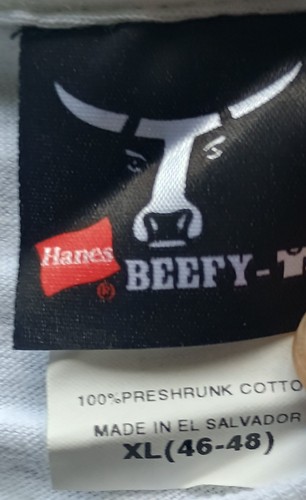 Hanes
®
BEEFY-T
100%PRESHRUNK COTTO
MADE IN EL SALVADOR
XL(46-48)